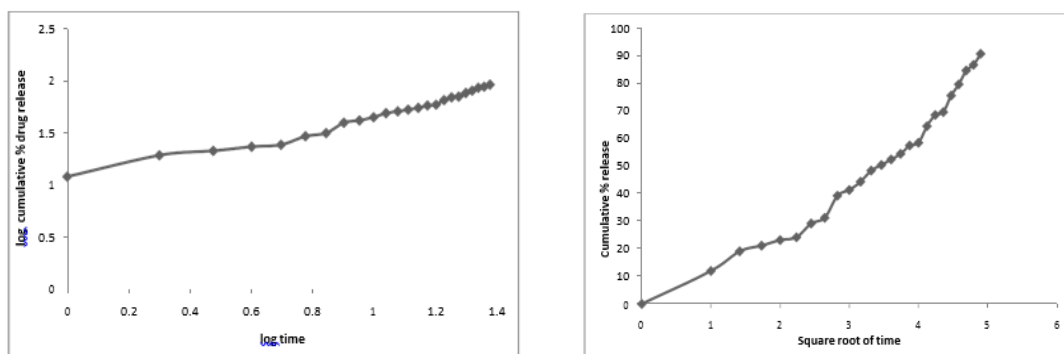 2.5
2
1.5
1
0.5
0
0 0.2 0.4 0.6 0.8 1 1.2 1.4
log cumulative % drug release
log time
100
90
80
70
60
50
40
30
20
10
0
0 1 2 3 4 5 6
Cumulative % release
Square root of time